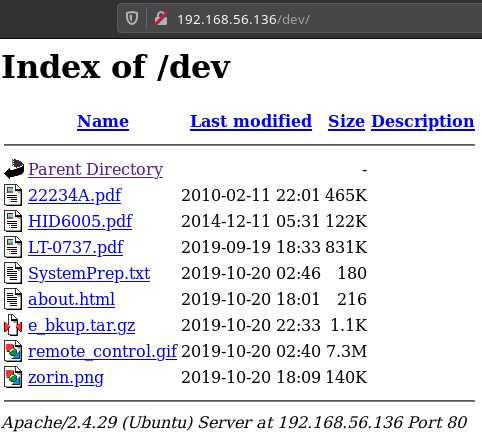 192.168.56.136/dev/
Index of /dev
Name Last modified Size Description
Parent Directory -
22234A.pdf 2010-02-11 22:01 465K
HID6005.pdf 2014-12-11 05:31 122K
LT-0737.pdf 2019-09-19 18:33 831K
SystemPrep.txt 2019-10-20 02:46 180
about.html 2019-10-20 18:01 216
e_bkup.tar.gz 2019-10-20 22:33 1.1K
remote_control.gif 2019-10-20 02:40 7.3M
zorin.png 2019-10-20 18:09 140K
Apache/2.4.29 (Ubuntu) Server at 192.168.56.136 Port 80